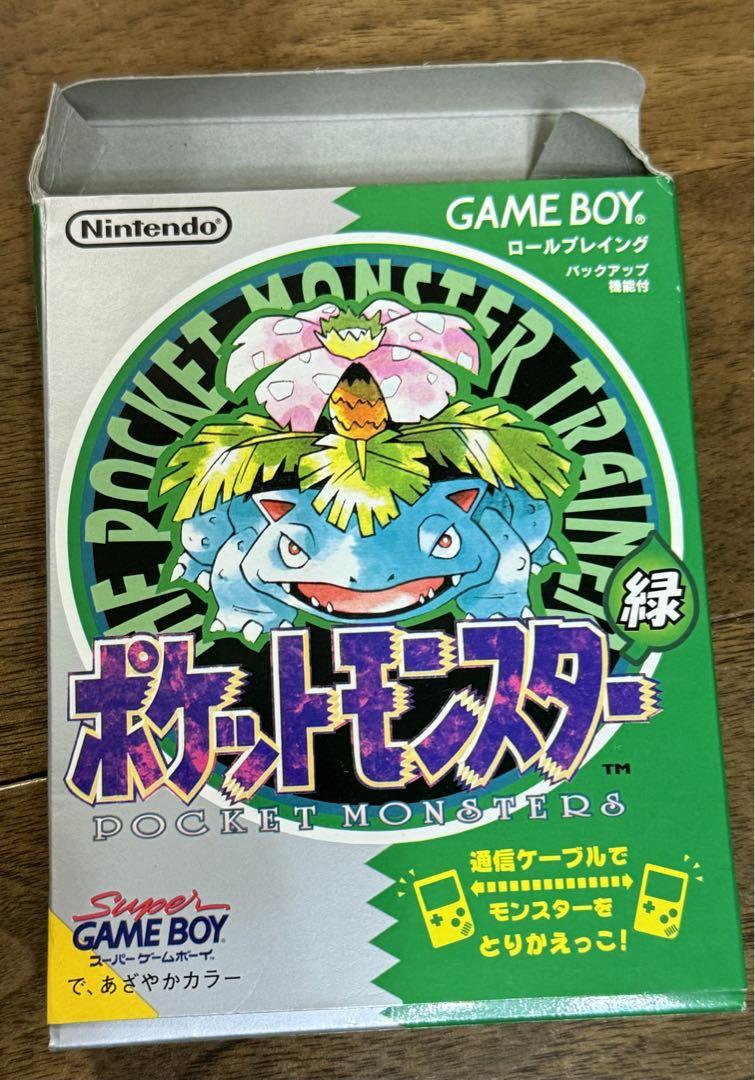 Nintendo®
GAME BOY®
ロールプレイング
バックアップ
機能付
THE POCKET MONSTER TRAINER
緑
ポケットモンスター
TM
POCKET MONSTERS
通信ケーブルで
モンスターを
とりかえっこ!
Super
GAME BOY
スーパーゲームボーイ™
で、あざやかカラー